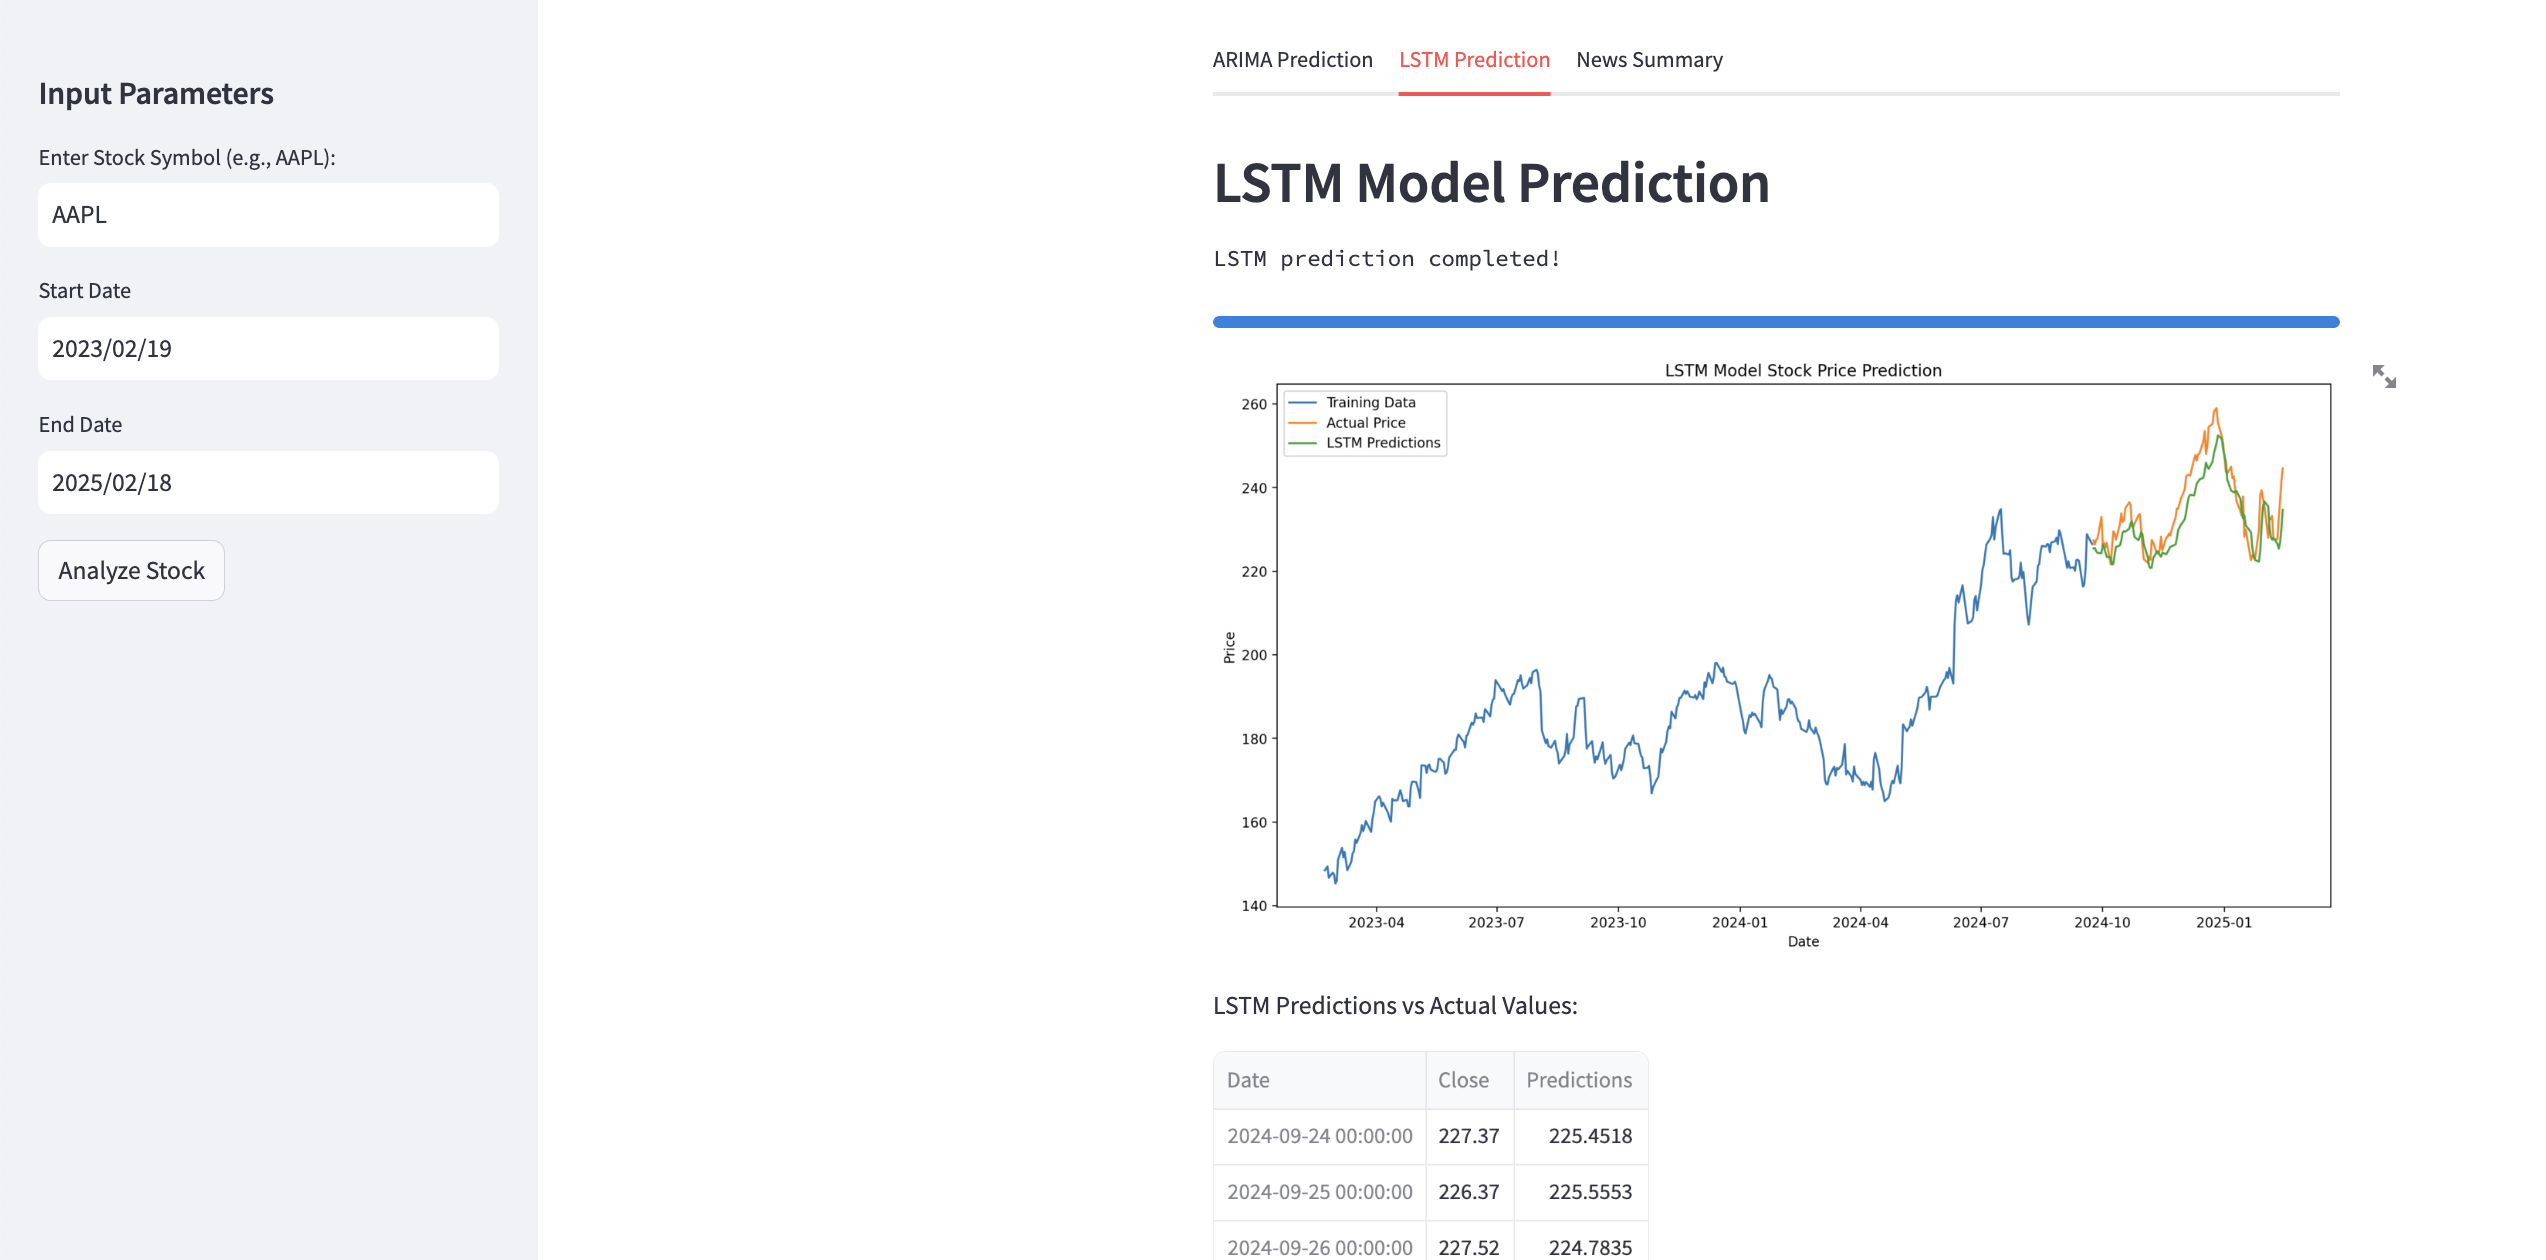 Input Parameters
Enter Stock Symbol (e.g., AAPL):
AAPL
Start Date
2023/02/19
End Date
2025/02/18
Analyze Stock
ARIMA Prediction LSTM Prediction News Summary
LSTM Model Prediction
LSTM prediction completed!
LSTM Model Stock Price Prediction
Training Data
Actual Price
LSTM Predictions
260
240
220
200
180
160
140
Price
2023-04 2023-07 2023-10 2024-01 2024-04 2024-07 2024-10 2025-01
Date
LSTM Predictions vs Actual Values:
Date Close Predictions
2024-09-24 00:00:00 227.37 225.4518
2024-09-25 00:00:00 226.37 225.5553
2024-09-26 00:00:00 227.52 224.7835